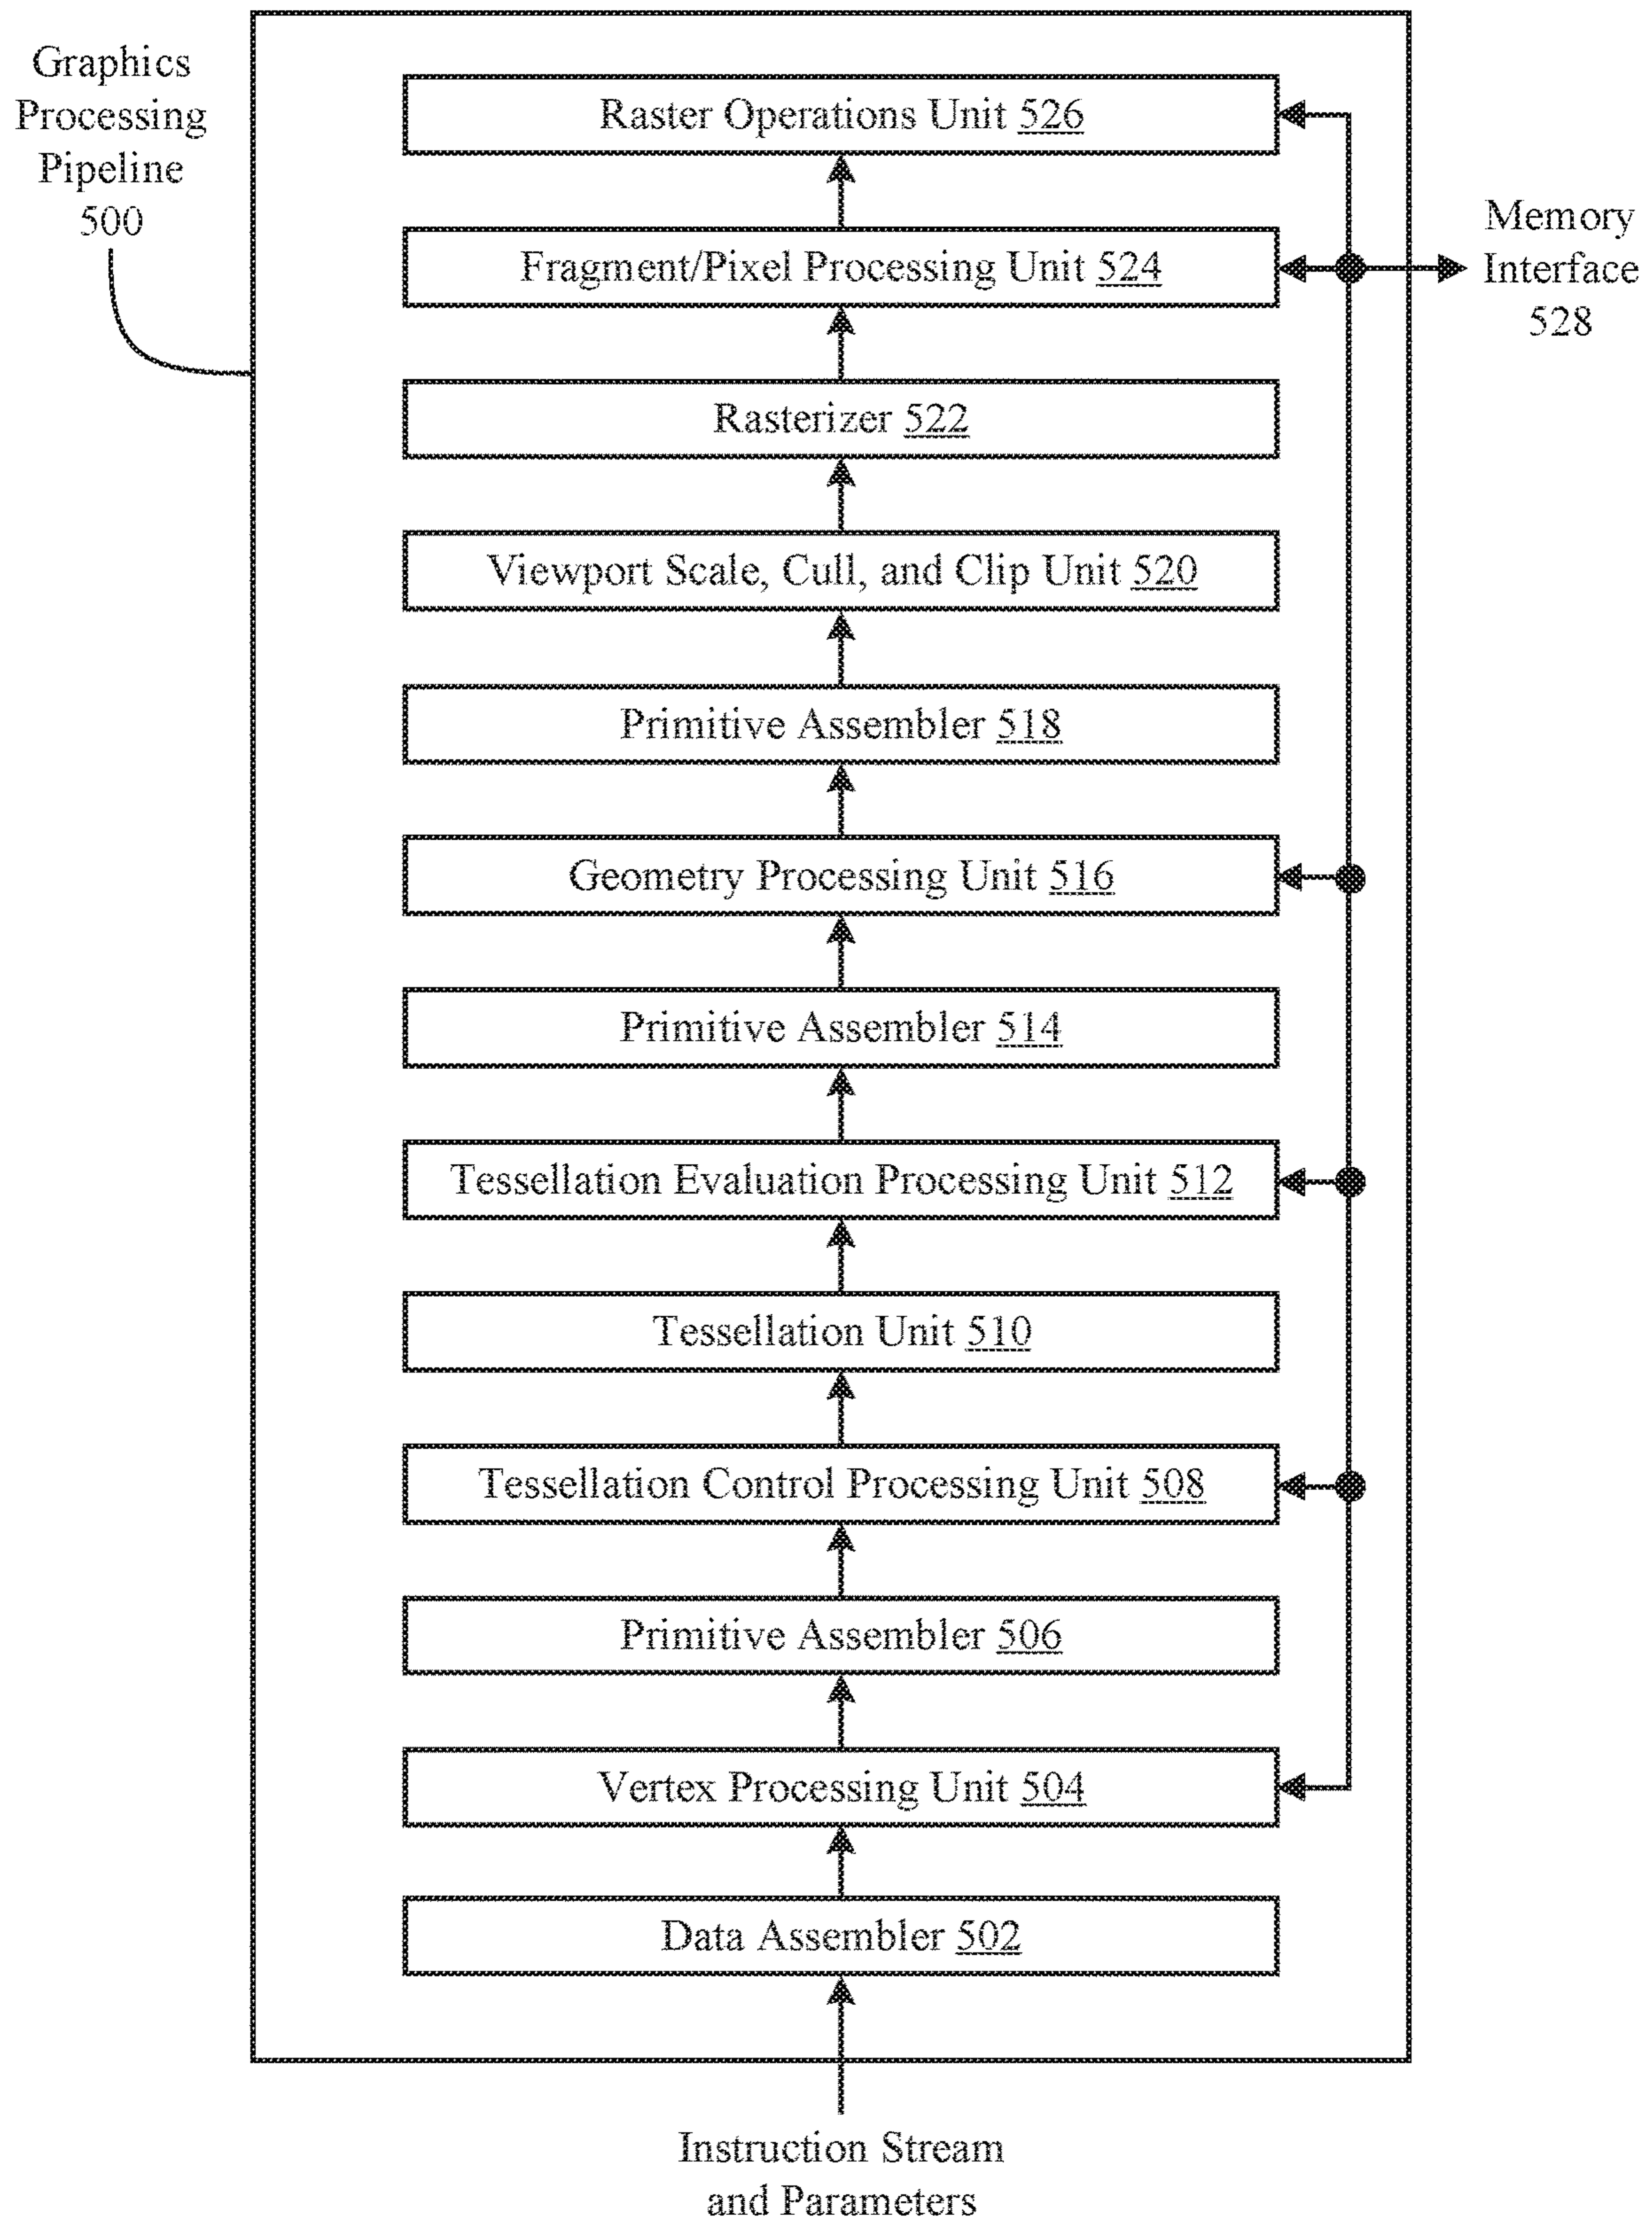 Graphics
Processing
Pipeline
500
Raster Operations Unit 526
Fragment/Pixel Processing Unit 524
Memory
Interface
528
Rasterizer 522
Viewport Scale, Cull, and Clip Unit 520
Primitive Assembler 518
Geometry Processing Unit 516
Primitive Assembler 514
Tessellation Evaluation Processing Unit 512
Tessellation Unit 510
Tessellation Control Processing Unit 508
Primitive Assembler 506
Vertex Processing Unit 504
Data Assembler 502
Instruction Stream
and Parameters